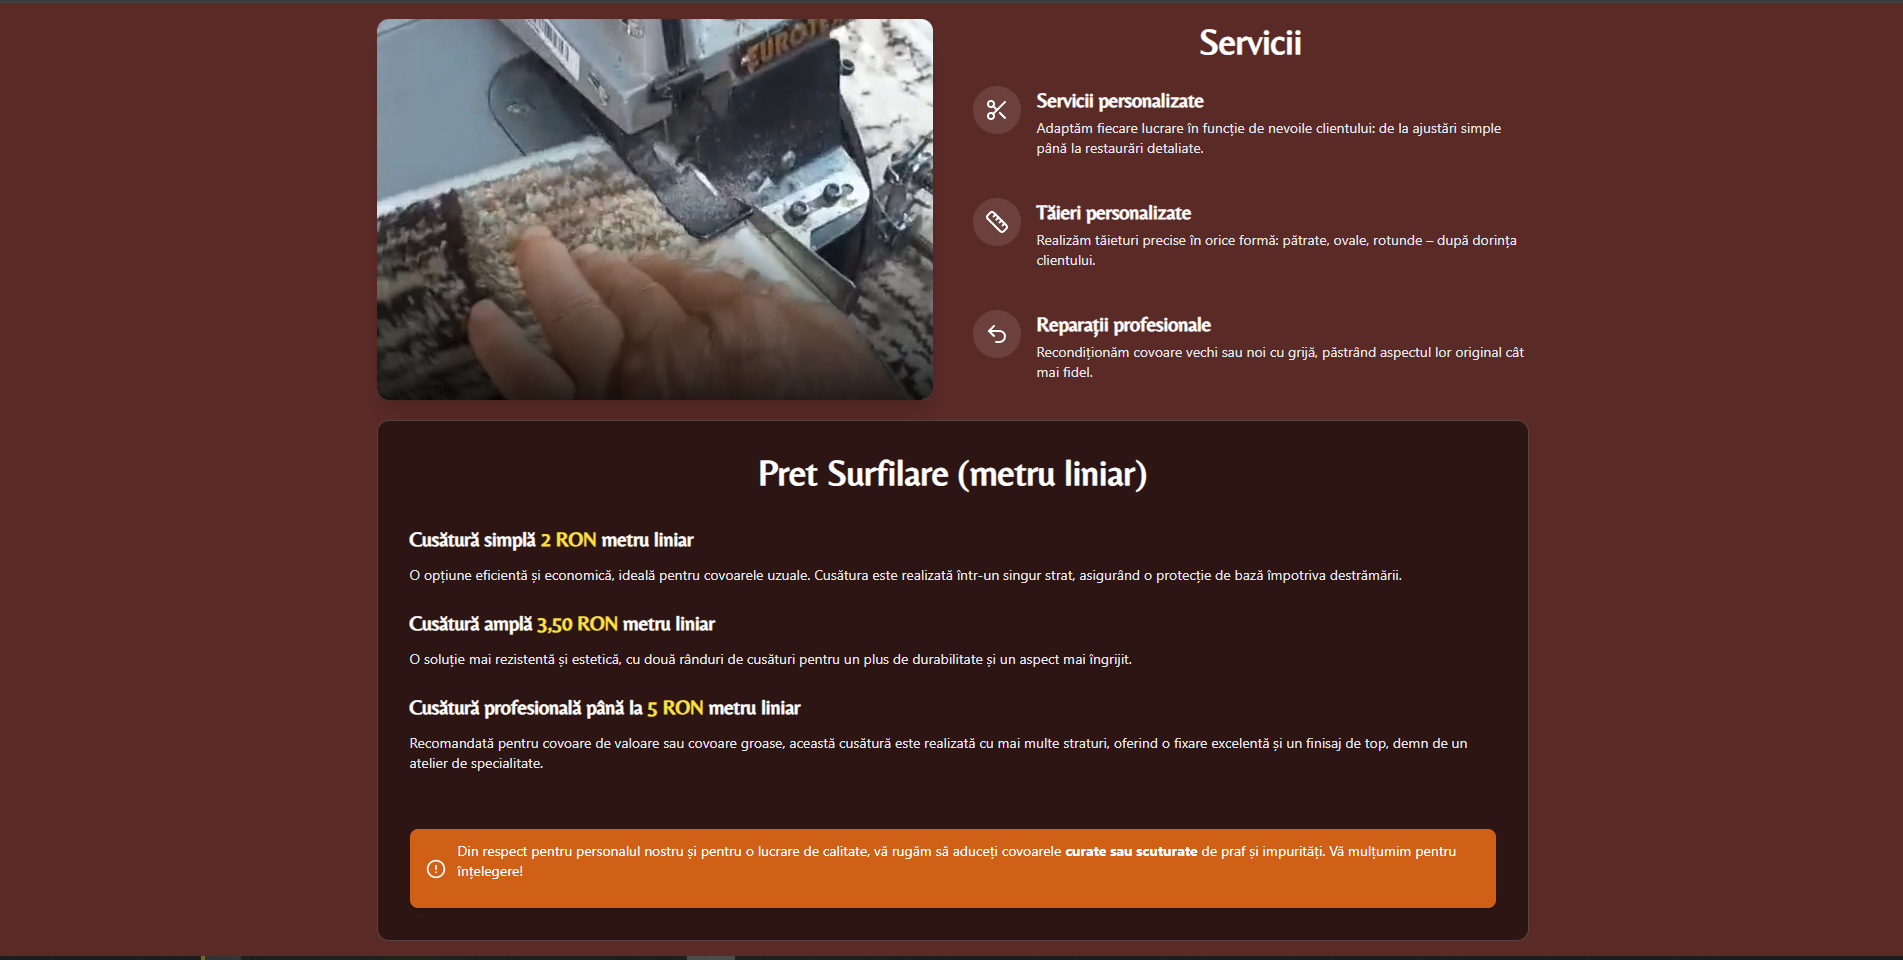 EUROTE
Servicii
Servicii personalizate
Adaptăm fiecare lucrare în funcție de nevoile clientului: de la ajustări simple
până la restaurări detaliate.
Tăieri personalizate
Realizăm tăieturi precise în orice formă: pătrate, ovale, rotunde – după dorința
clientului.
Reparații profesionale
Recondiționăm covoare vechi sau noi cu grijă, păstrând aspectul lor original cât
mai fidel.
Pret Surfilare (metru liniar)
Cusătură simplă 2 RON metru liniar
O opțiune eficientă și economică, ideală pentru covoarele uzuale. Cusătura este realizată într-un singur strat, asigurând o protecție de bază împotriva destrămării.
Cusătură amplă 3,50 RON metru liniar
O soluție mai rezistentă și estetică, cu două rânduri de cusături pentru un plus de durabilitate și un aspect mai îngrijit.
Cusătură profesională până la 5 RON metru liniar
Recomandată pentru covoare de valoare sau covoare groase, această cusătură este realizată cu mai multe straturi, oferind o fixare excelentă și un finisaj de top, demn de un
atelier de specialitate.
Din respect pentru personalul nostru și pentru o lucrare de calitate, vă rugăm să aduceți covoarele curate sau scuturate de praf și impurități. Vă mulțumim pentru
înțelegere!